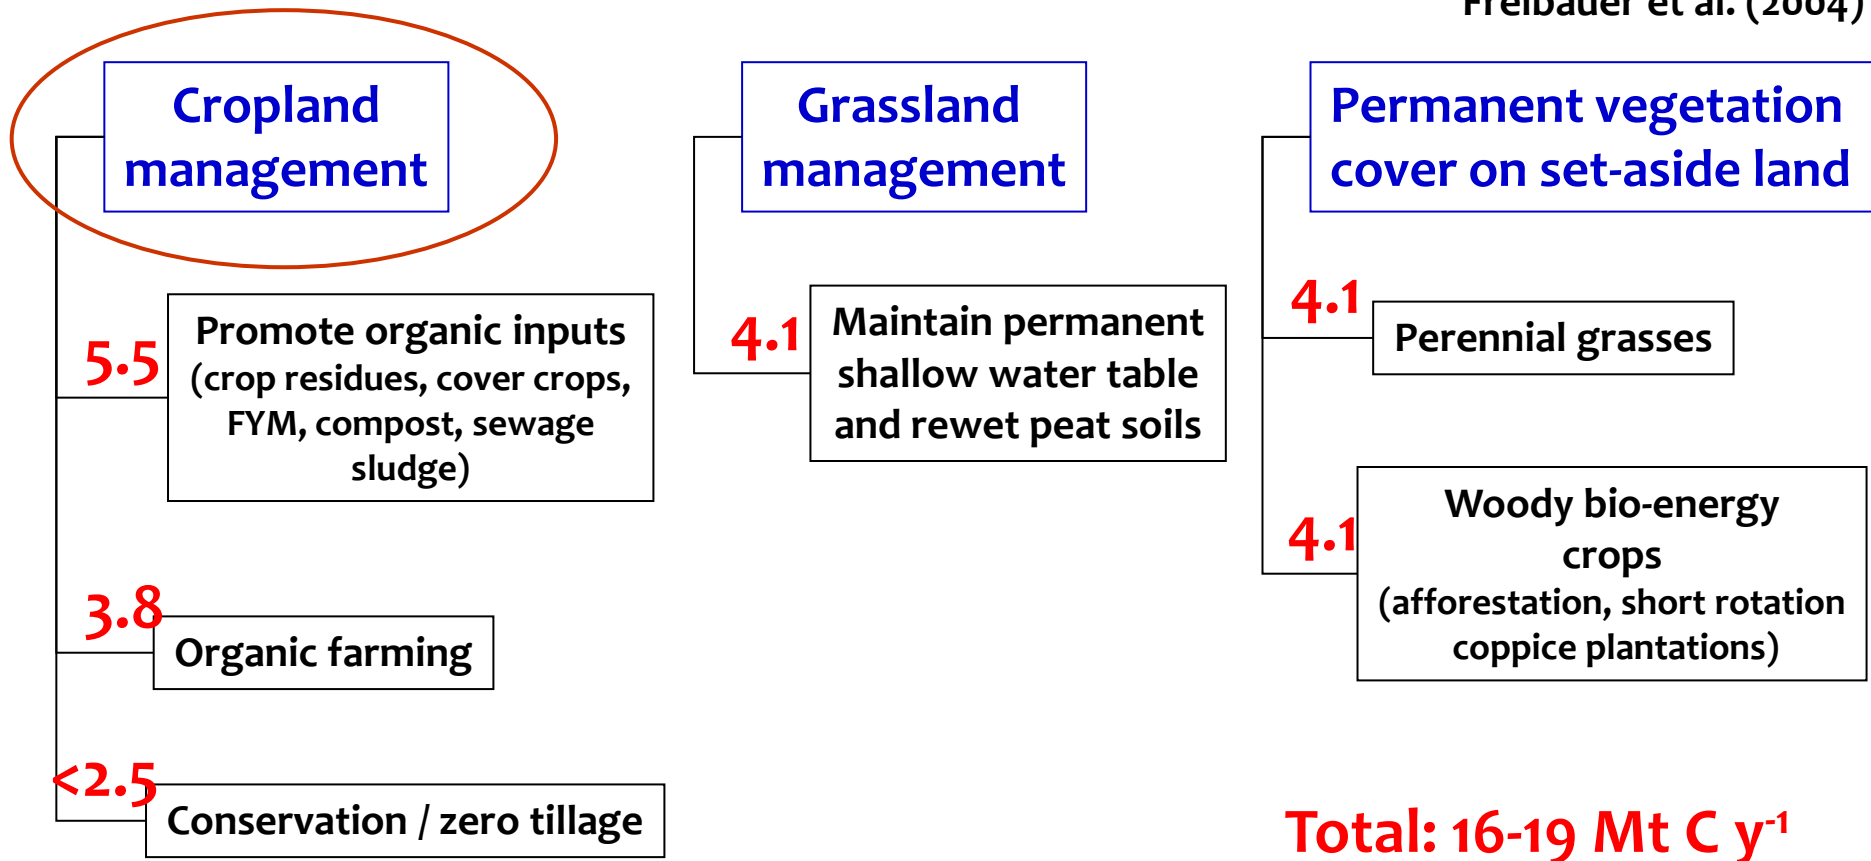 Freibauer et al. (2004)
Cropland
management
5.5
Promote organic inputs
(crop residues, cover crops,
FYM, compost, sewage
sludge)
3.8
Organic farming
<2.5
Conservation / zero tillage
Grassland
management
4.1
Maintain permanent
shallow water table
and rewet peat soils
Permanent vegetation
cover on set-aside land
4.1
Perennial grasses
4.1
Woody bio-energy
crops
(afforestation, short rotation
coppice plantations)
Total: 16-19 Mt C y⁻¹